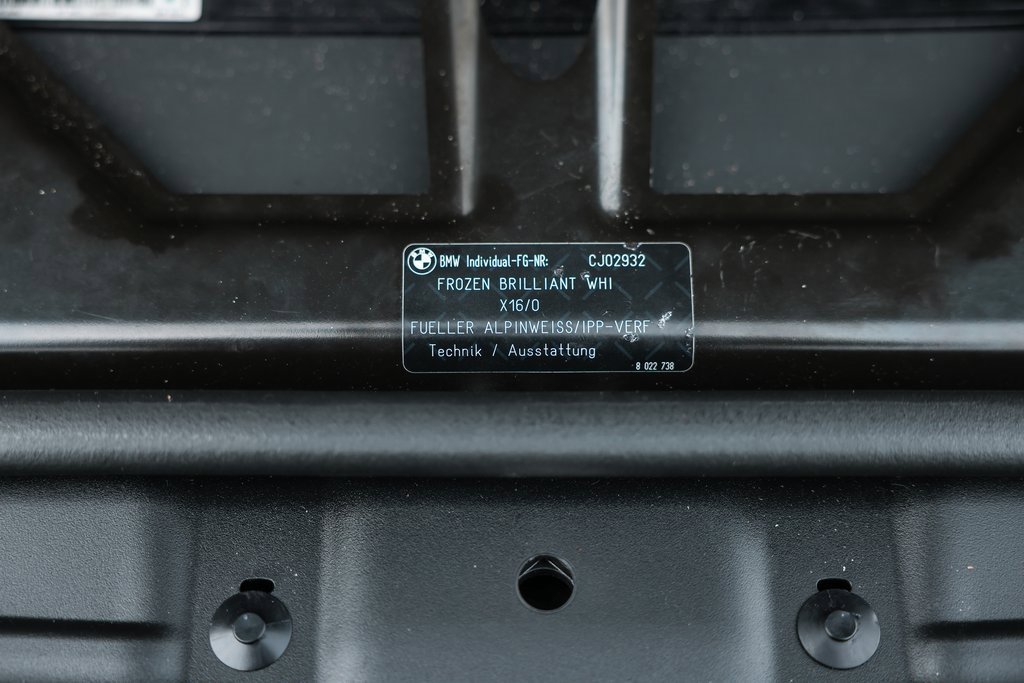 BMW Individual-FG-NR: CJ02932
FROZEN BRILLIANT WHI
X16/0
FUELLER ALPINWEISS/IPP-VERF
Technik / Ausstattung
8 022 738